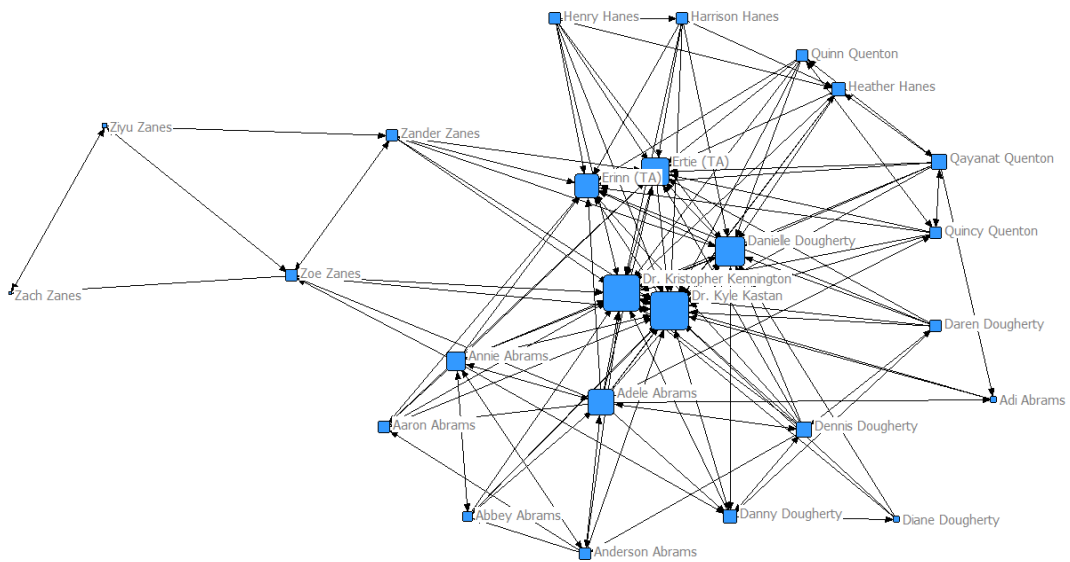 Henry Hanes
Harrison Hanes
Quinn Quenton
Heather Hanes
Ziyu Zanes
Zander Zanes
Ertie (TA)
Qayanat Quenton
Erinn (TA)
Quincy Quenton
Danielle Dougherty
Zoe Zanes
Dr. Kristopher Kennington
Zach Zanes
Dr. Kyle Kastan
Daren Dougherty
Annie Abrams
Adele Abrams
Adi Abrams
Aaron Abrams
Dennis Dougherty
Abbey Abrams
Danny Dougherty
Diane Dougherty
Anderson Abrams